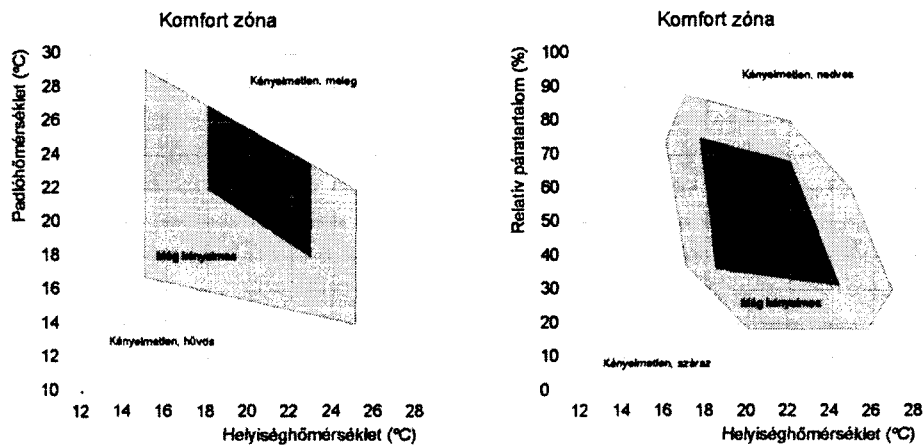 Komfort zóna
Padlóhőmérséklet (ºC)
30
28
26
24
22
20
18
16
14
12
10
Kényelmetlen, meleg
Még kényelmes
Kényelmetlen, hűvös
12 14 16 18 20 22 24 26 28
Helyiséghőmérséklet (ºC)
Komfort zóna
Relatív páratartalom (%)
100
90
80
70
60
50
40
30
20
10
0
Kényelmetlen, nedves
Még kényelmes
Kényelmetlen, száraz
12 14 16 18 20 22 24 26 28
Helyiséghőmérséklet (ºC)